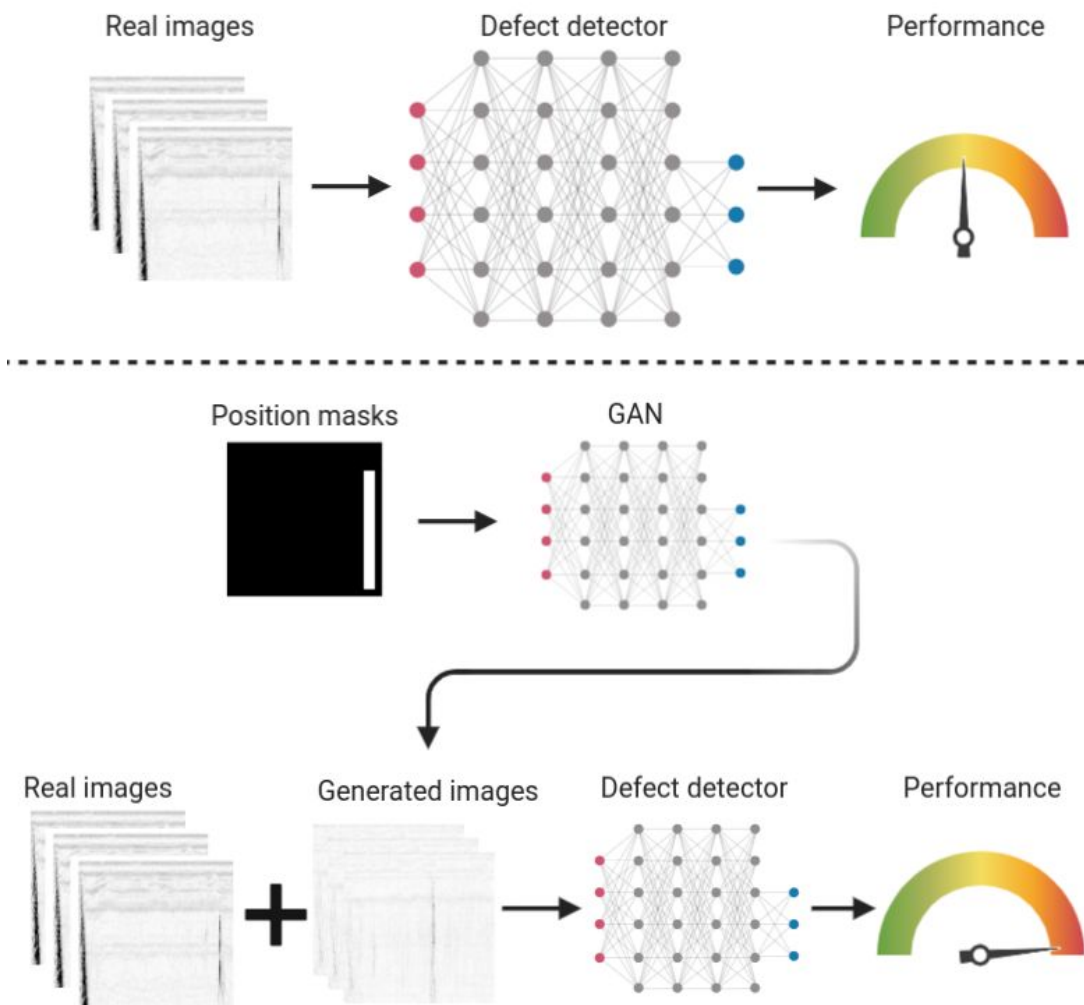 Real images
Defect detector
Performance
Position masks
GAN
Real images
Generated images
Defect detector
Performance